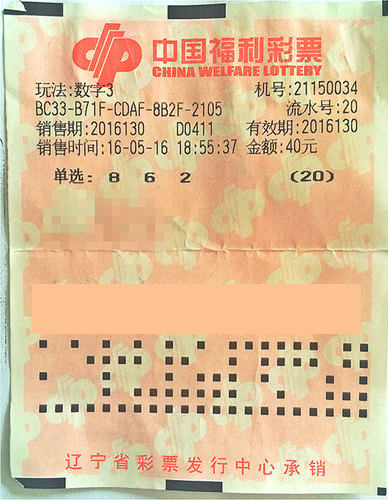 中国福利彩票
CHINA WELFARE LOTTERY
玩法:数字3 机号:21150034
BC33-B71F-CDAF-8B2F-2105 流水号:20
销售期:2016130 D0411 有效期:2016130
销售时间:16-05-16 18:55:37 金额:40元
单选: 8 6 2 (20)
辽宁省彩票发行中心承销